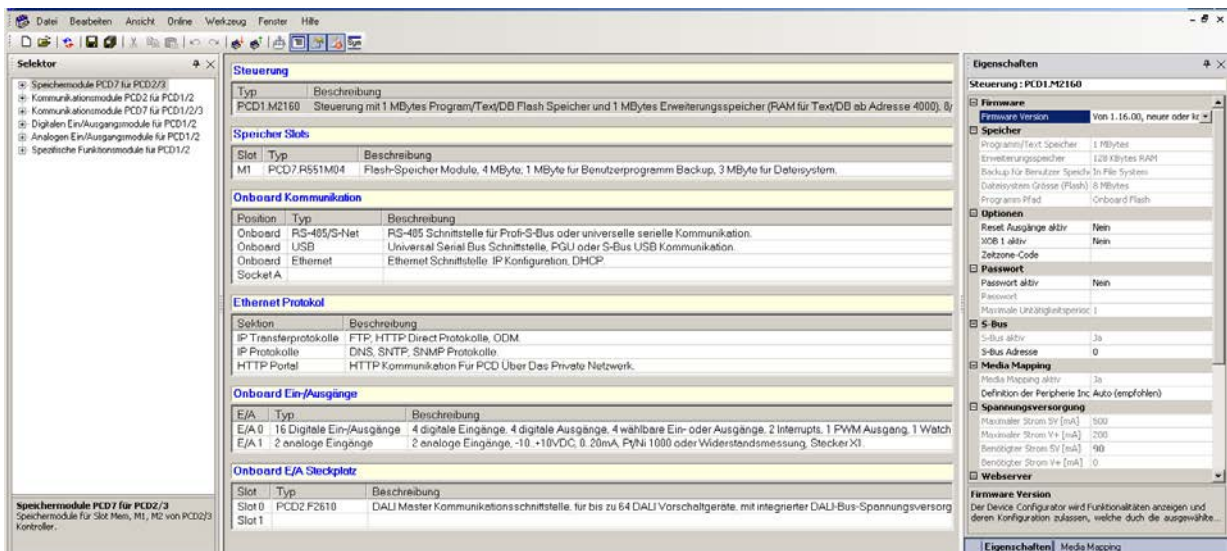 Datei Bearbeiten Ansicht Online Werkzeug Fenster Hilfe
Selektor
Speichermodule PCD7 für PCD2/3
Kommunikationsmodule PCD2 für PCD1/2
Kommunikationsmodule PCD7 für PCD1/2/3
Digitalen Ein/Ausgangsmodule für PCD1/2
Analogen Ein/Ausgangsmodule für PCD1/2
Spezifische Funktionsmodule für PCD1/2
Speichermodule PCD7 für PCD2/3
Speichermodule für Slot Mem, M1, M2 von PCD2/3
Kontroller.
Steuerung
Typ Beschreibung
PCD1.M2160 Steuerung mit 1 MBytes Program/Text/DB Flash Speicher und 1 MBytes Erweiterungsspeicher (RAM für Text/DB ab Adresse 4000), 8/
Speicher Slots
Slot Typ Beschreibung
M1 PCD7.R551M04 Flash-Speicher Module, 4 MByte, 1 MByte für Benutzerprogramm Backup, 3 MByte für Dateisystem.
Onboard Kommunikation
Position Typ Beschreibung
Onboard RS-485/S-Net RS-485 Schnittstelle für Profi-S-Bus oder universelle serielle Kommunikation.
Onboard USB Universal Serial Bus Schnittstelle, PGU oder S-Bus USB Kommunikation.
Onboard Ethernet Ethernet Schnittstelle. IP Konfiguration, DHCP.
Socket A
Ethernet Protokol
Sektion Beschreibung
IP Transferprotokolle FTP, HTTP Direct Protokolle, ODM.
IP Protokolle DNS, SNTP, SNMP Protokolle.
HTTP Portal HTTP Kommunikation Für PCD Über Das Private Netzwerk.
Onboard Ein-/Ausgänge
E/A Typ Beschreibung
E/A 0 16 Digitale Ein-/Ausgänge 4 digitale Eingänge, 4 digitale Ausgänge, 4 wählbare Ein- oder Ausgänge, 2 Interrupts, 1 PWM Ausgang, 1 Watch
E/A 1 2 analoge Eingänge 2 analoge Eingänge, -10..+10VDC, 0..20mA, Pt/Ni 1000 oder Widerstandsmessung, Stecker X1.
Onboard E/A Steckplatz
Slot Typ Beschreibung
Slot 0 PCD2.F2610 DALI Master Kommunikationsschnittstelle, für bis zu 64 DALI Vorschaltgeräte, mit integrierter DALI-Bus-Spannungsversorg
Slot 1
Eigenschaften
Steuerung : PCD1.M2160
Firmware
Firmware Version Von 1.16.00, neuer oder ko
Speicher
Programm/Text Speicher 1 MBytes
Erweiterungsspeicher 128 KBytes RAM
Backup für Benutzer Speich In File System
Dateisystem Grösse (Flash) 8 MBytes
Programm Pfad Onboard Flash
Optionen
Reset Ausgänge aktiv Nein
XOB 1 aktiv Nein
Zeitzone-Code
Passwort
Passwort aktiv Nein
Passwort
Maximale Untätigkeitsperiod 1
S-Bus
S-Bus aktiv Ja
S-Bus Adresse 0
Media Mapping
Media Mapping aktiv Ja
Definition der Peripherie Inc Auto (empfohlen)
Spannungsversorgung
Maximaler Strom 5V [mA] 500
Maximaler Strom V+ [mA] 200
Benötigter Strom 5V [mA] 90
Benötigter Strom V+ [mA] 0
Webserver
Firmware Version
Der Device Configurator wird Funktionalitäten anzeigen und
deren Konfiguration zulassen, welche duch die ausgewählte...
Eigenschaften Media Mapping